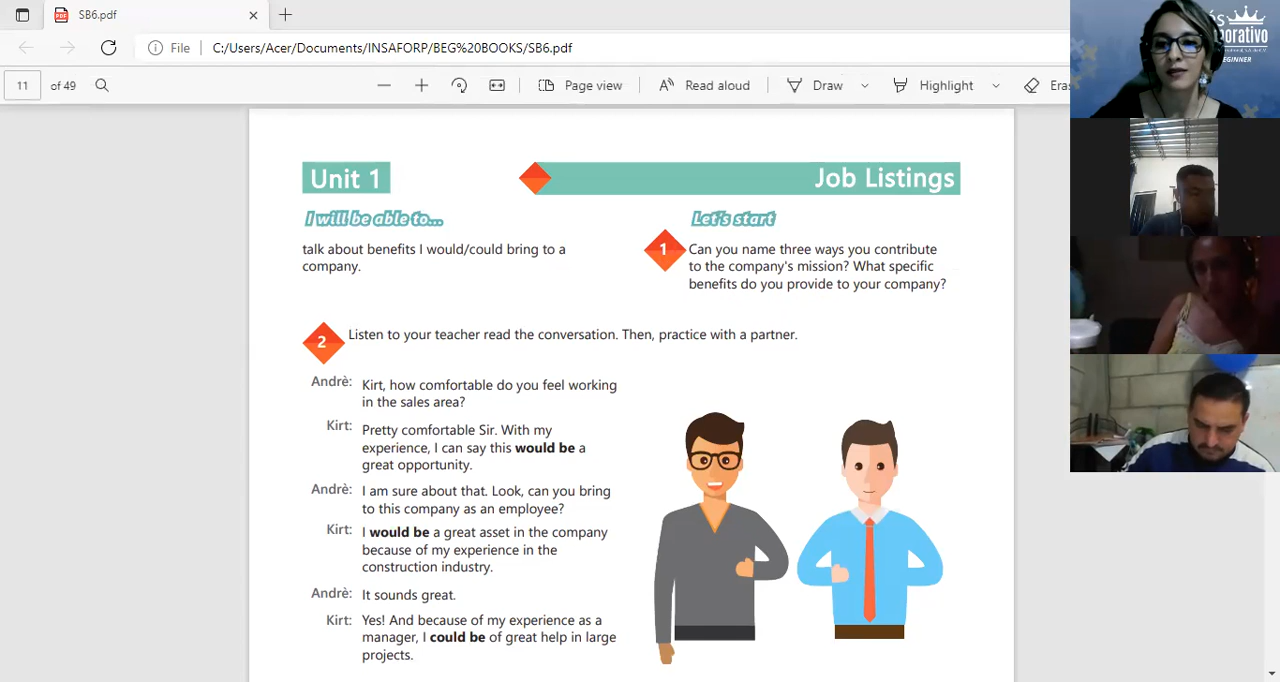 SB6.pdf
File
C:/Users/Acer/Documents/INSAFORP/BEG%20BOOKS/SB6.pdf
11 of 49
Page view
Read aloud
Draw
Highlight
Unit 1
Job Listings
I will be able to...
talk about benefits I would/could bring to a
company.
Let's start
1
Can you name three ways you contribute
to the company's mission? What specific
benefits do you provide to your company?
2
Listen to your teacher read the conversation. Then, practice with a partner.
Andrè: Kirt, how comfortable do you feel working
in the sales area?
Kirt: Pretty comfortable Sir. With my
experience, I can say this would be a
great opportunity.
Andrè: I am sure about that. Look, can you bring
to this company as an employee?
Kirt: I would be a great asset in the company
because of my experience in the
construction industry.
Andrè: It sounds great.
Kirt: Yes! And because of my experience as a
manager, I could be of great help in large
projects.